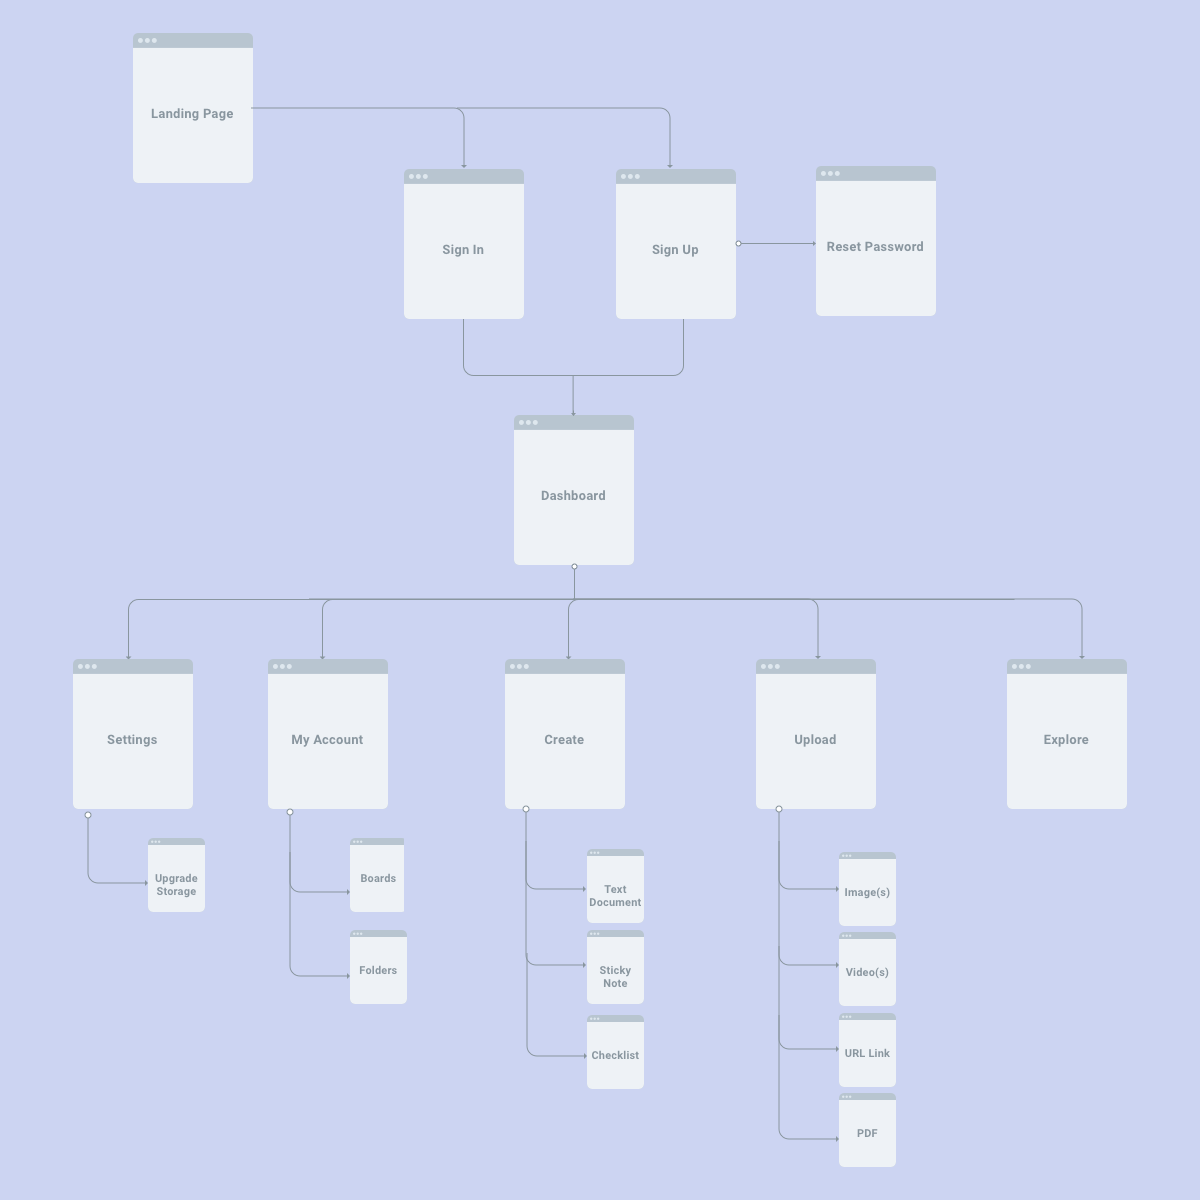 Landing Page
Sign In
Sign Up
Reset Password
Dashboard
Settings
My Account
Create
Upload
Explore
Upgrade
Storage
Boards
Folders
Text
Document
Sticky
Note
Checklist
Image(s)
Video(s)
URL Link
PDF